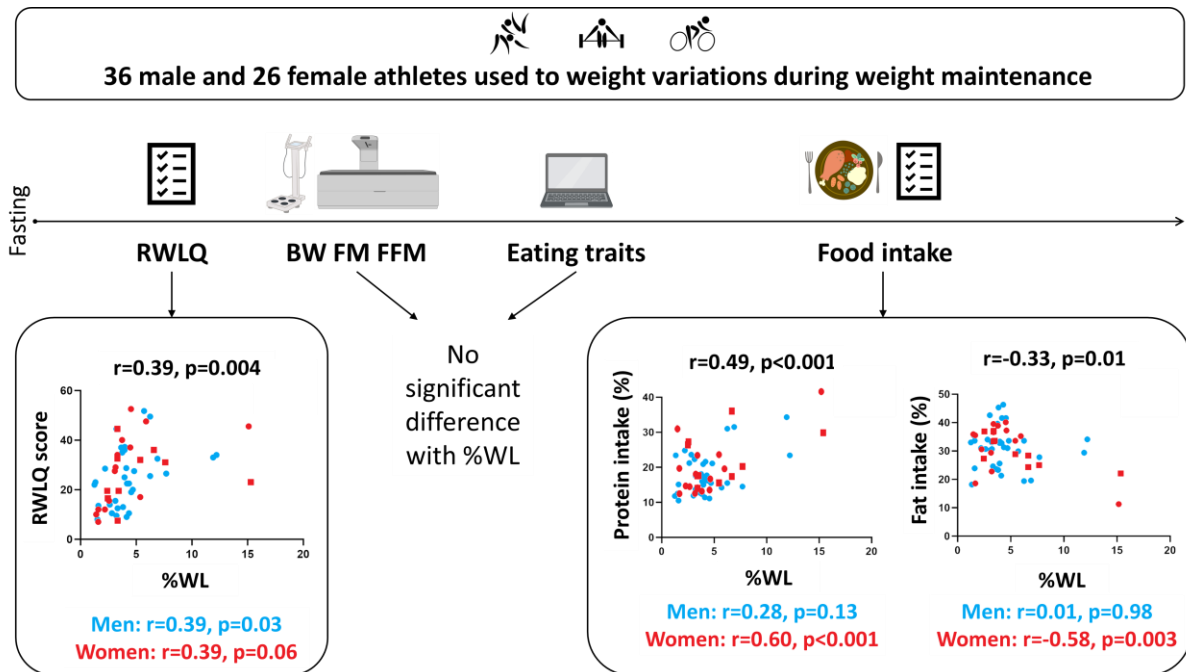 36 male and 26 female athletes used to weight variations during weight maintenance
Fasting
RWLQ
BW FM FFM
Eating traits
Food intake
r=0.39, p=0.004
RWLQ score
60
40
20
0
0 5 10 15 20
%WL
Men: r=0.39, p=0.03
Women: r=0.39, p=0.06
No
significant
difference
with %WL
r=0.49, p<0.001
Protein intake (%)
40
30
20
10
0
0 5 10 15 20
%WL
Men: r=0.28, p=0.13
Women: r=0.60, p<0.001
r=-0.33, p=0.01
Fat intake (%)
50
40
30
20
10
0
0 5 10 15 20
%WL
Men: r=0.01, p=0.98
Women: r=-0.58, p=0.003